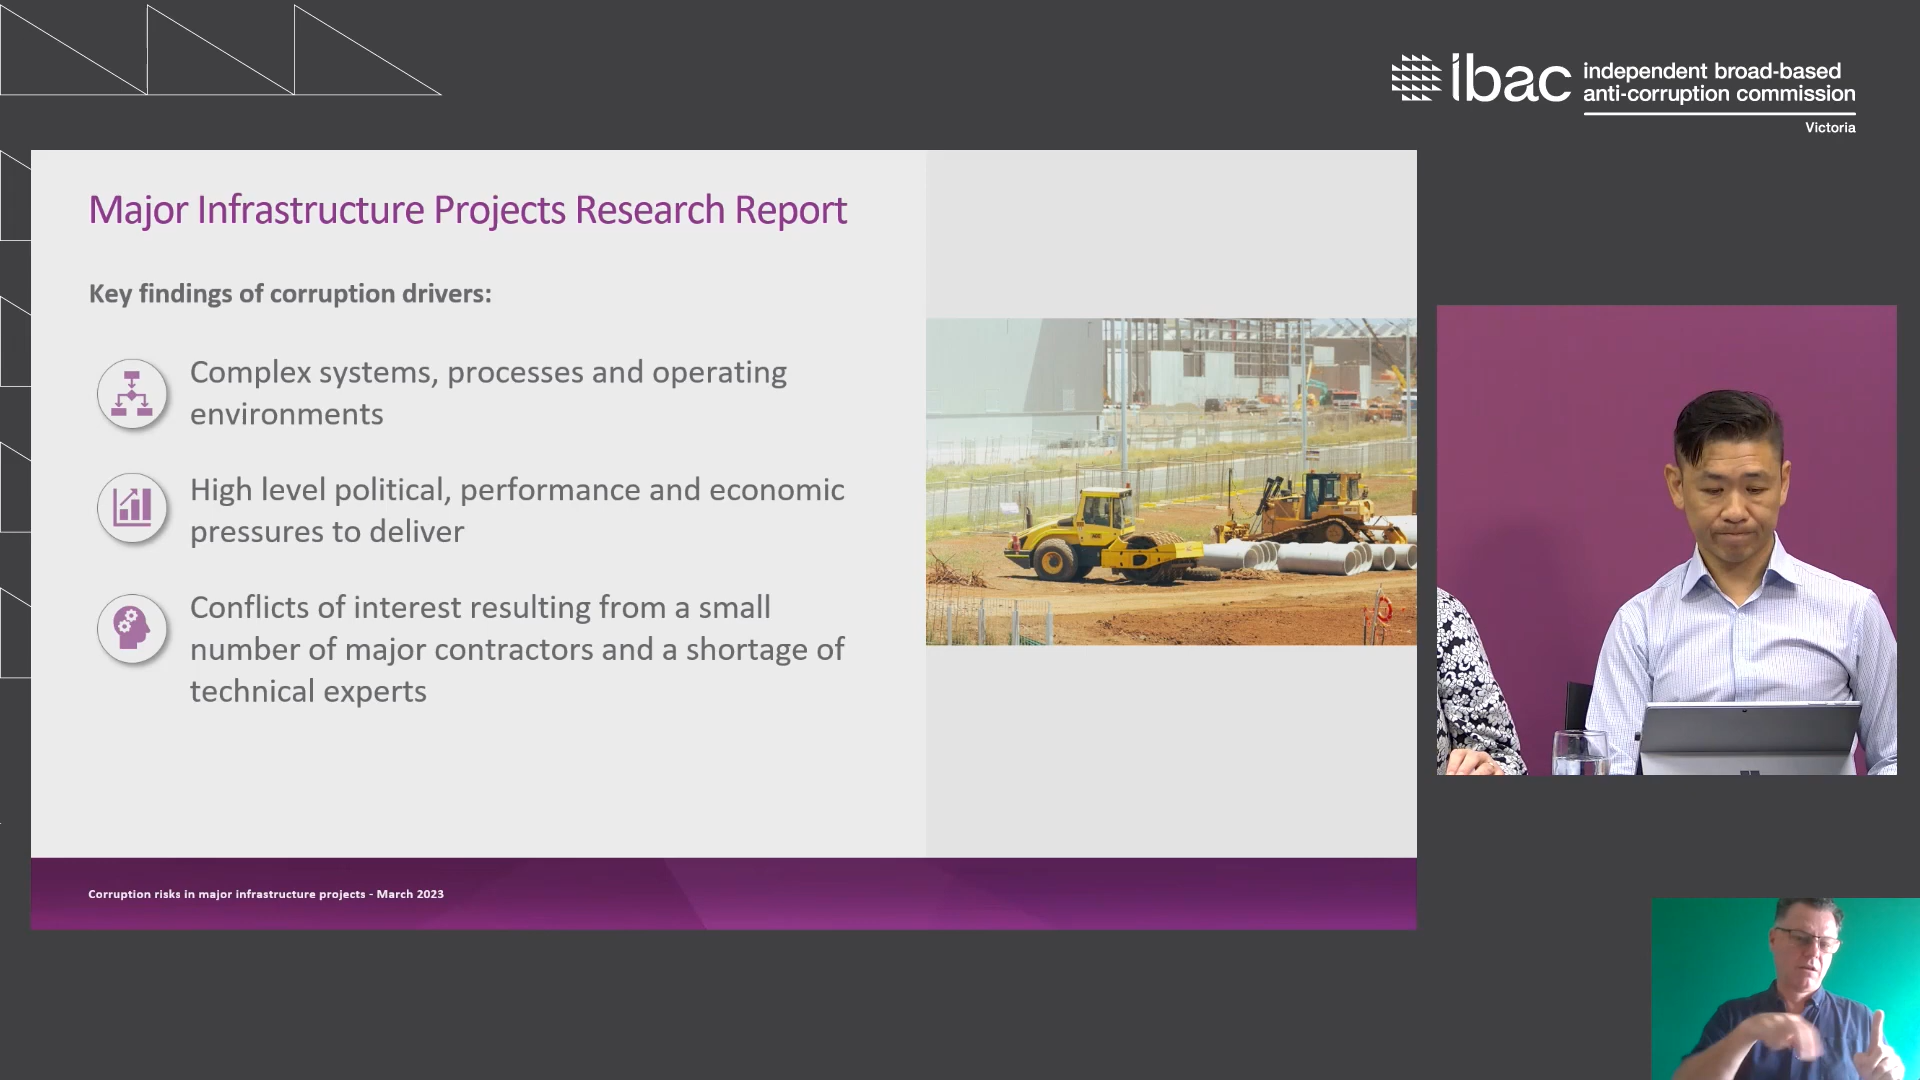 ibac
independent broad-based
anti-corruption commission
Victoria
Major Infrastructure Projects Research Report
Key findings of corruption drivers:
Complex systems, processes and operating
environments
High level political, performance and economic
pressures to deliver
Conflicts of interest resulting from a small
number of major contractors and a shortage of
technical experts
Corruption risks in major infrastructure projects - March 2023